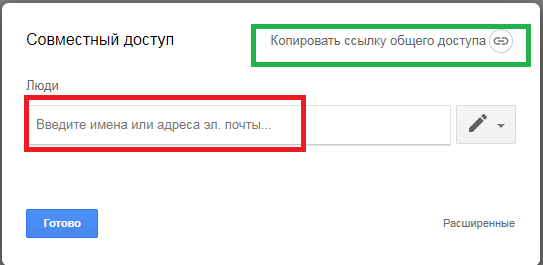 Совместный доступ
Копировать ссылку общего доступа
Люди
Введите имена или адреса эл. почты...
Готово
Расширенные